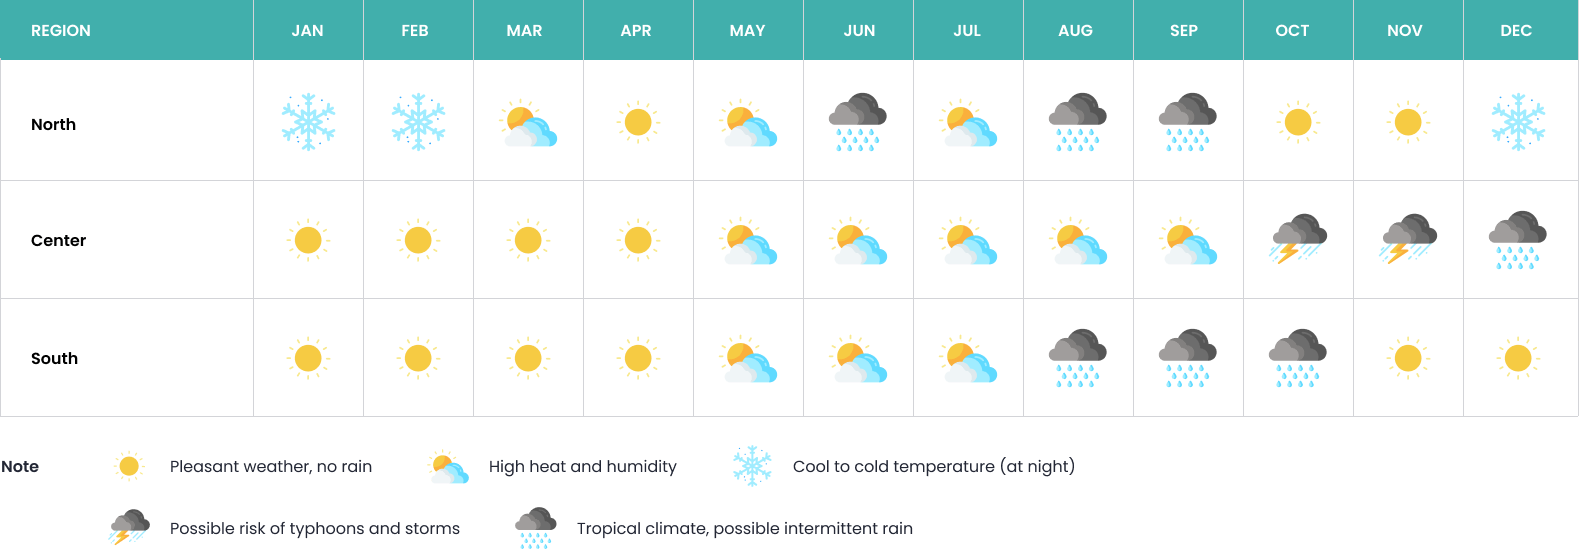 REGION JAN FEB MAR APR MAY JUN JUL AUG SEP OCT NOV DEC
North
Center
South
Note Pleasant weather, no rain High heat and humidity Cool to cold temperature (at night)
Possible risk of typhoons and storms Tropical climate, possible intermittent rain